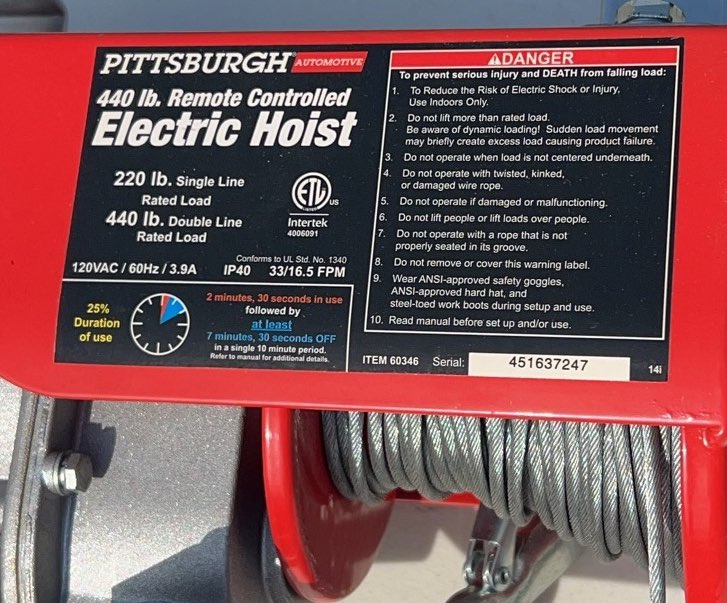 PITTSBURGH AUTOMOTIVE
440 lb. Remote Controlled
Electric Hoist
220 lb. Single Line
Rated Load
440 lb. Double Line
Rated Load
ETL
LISTED
US
Intertek
4006091
Conforms to UL Std. No. 1340
120VAC / 60Hz / 3.9A IP40 33/16.5 FPM
25%
Duration
of use
2 minutes, 30 seconds in use
followed by
at least
7 minutes, 30 seconds OFF
in a single 10 minute period.
Refer to manual for additional details.
DANGER
To prevent serious injury and DEATH from falling load:
1. To Reduce the Risk of Electric Shock or Injury,
Use Indoors Only.
2. Do not lift more than rated load.
Be aware of dynamic loading! Sudden load movement
may briefly create excess load causing product failure.
3. Do not operate when load is not centered underneath.
4. Do not operate with twisted, kinked,
or damaged wire rope.
5. Do not operate if damaged or malfunctioning.
6. Do not lift people or lift loads over people.
7. Do not operate with a rope that is not
properly seated in its groove.
8. Do not remove or cover this warning label.
9. Wear ANSI-approved safety goggles,
ANSI-approved hard hat, and
steel-toed work boots during setup and use.
10. Read manual before set up and/or use.
ITEM 60346 Serial: 451637247
14i